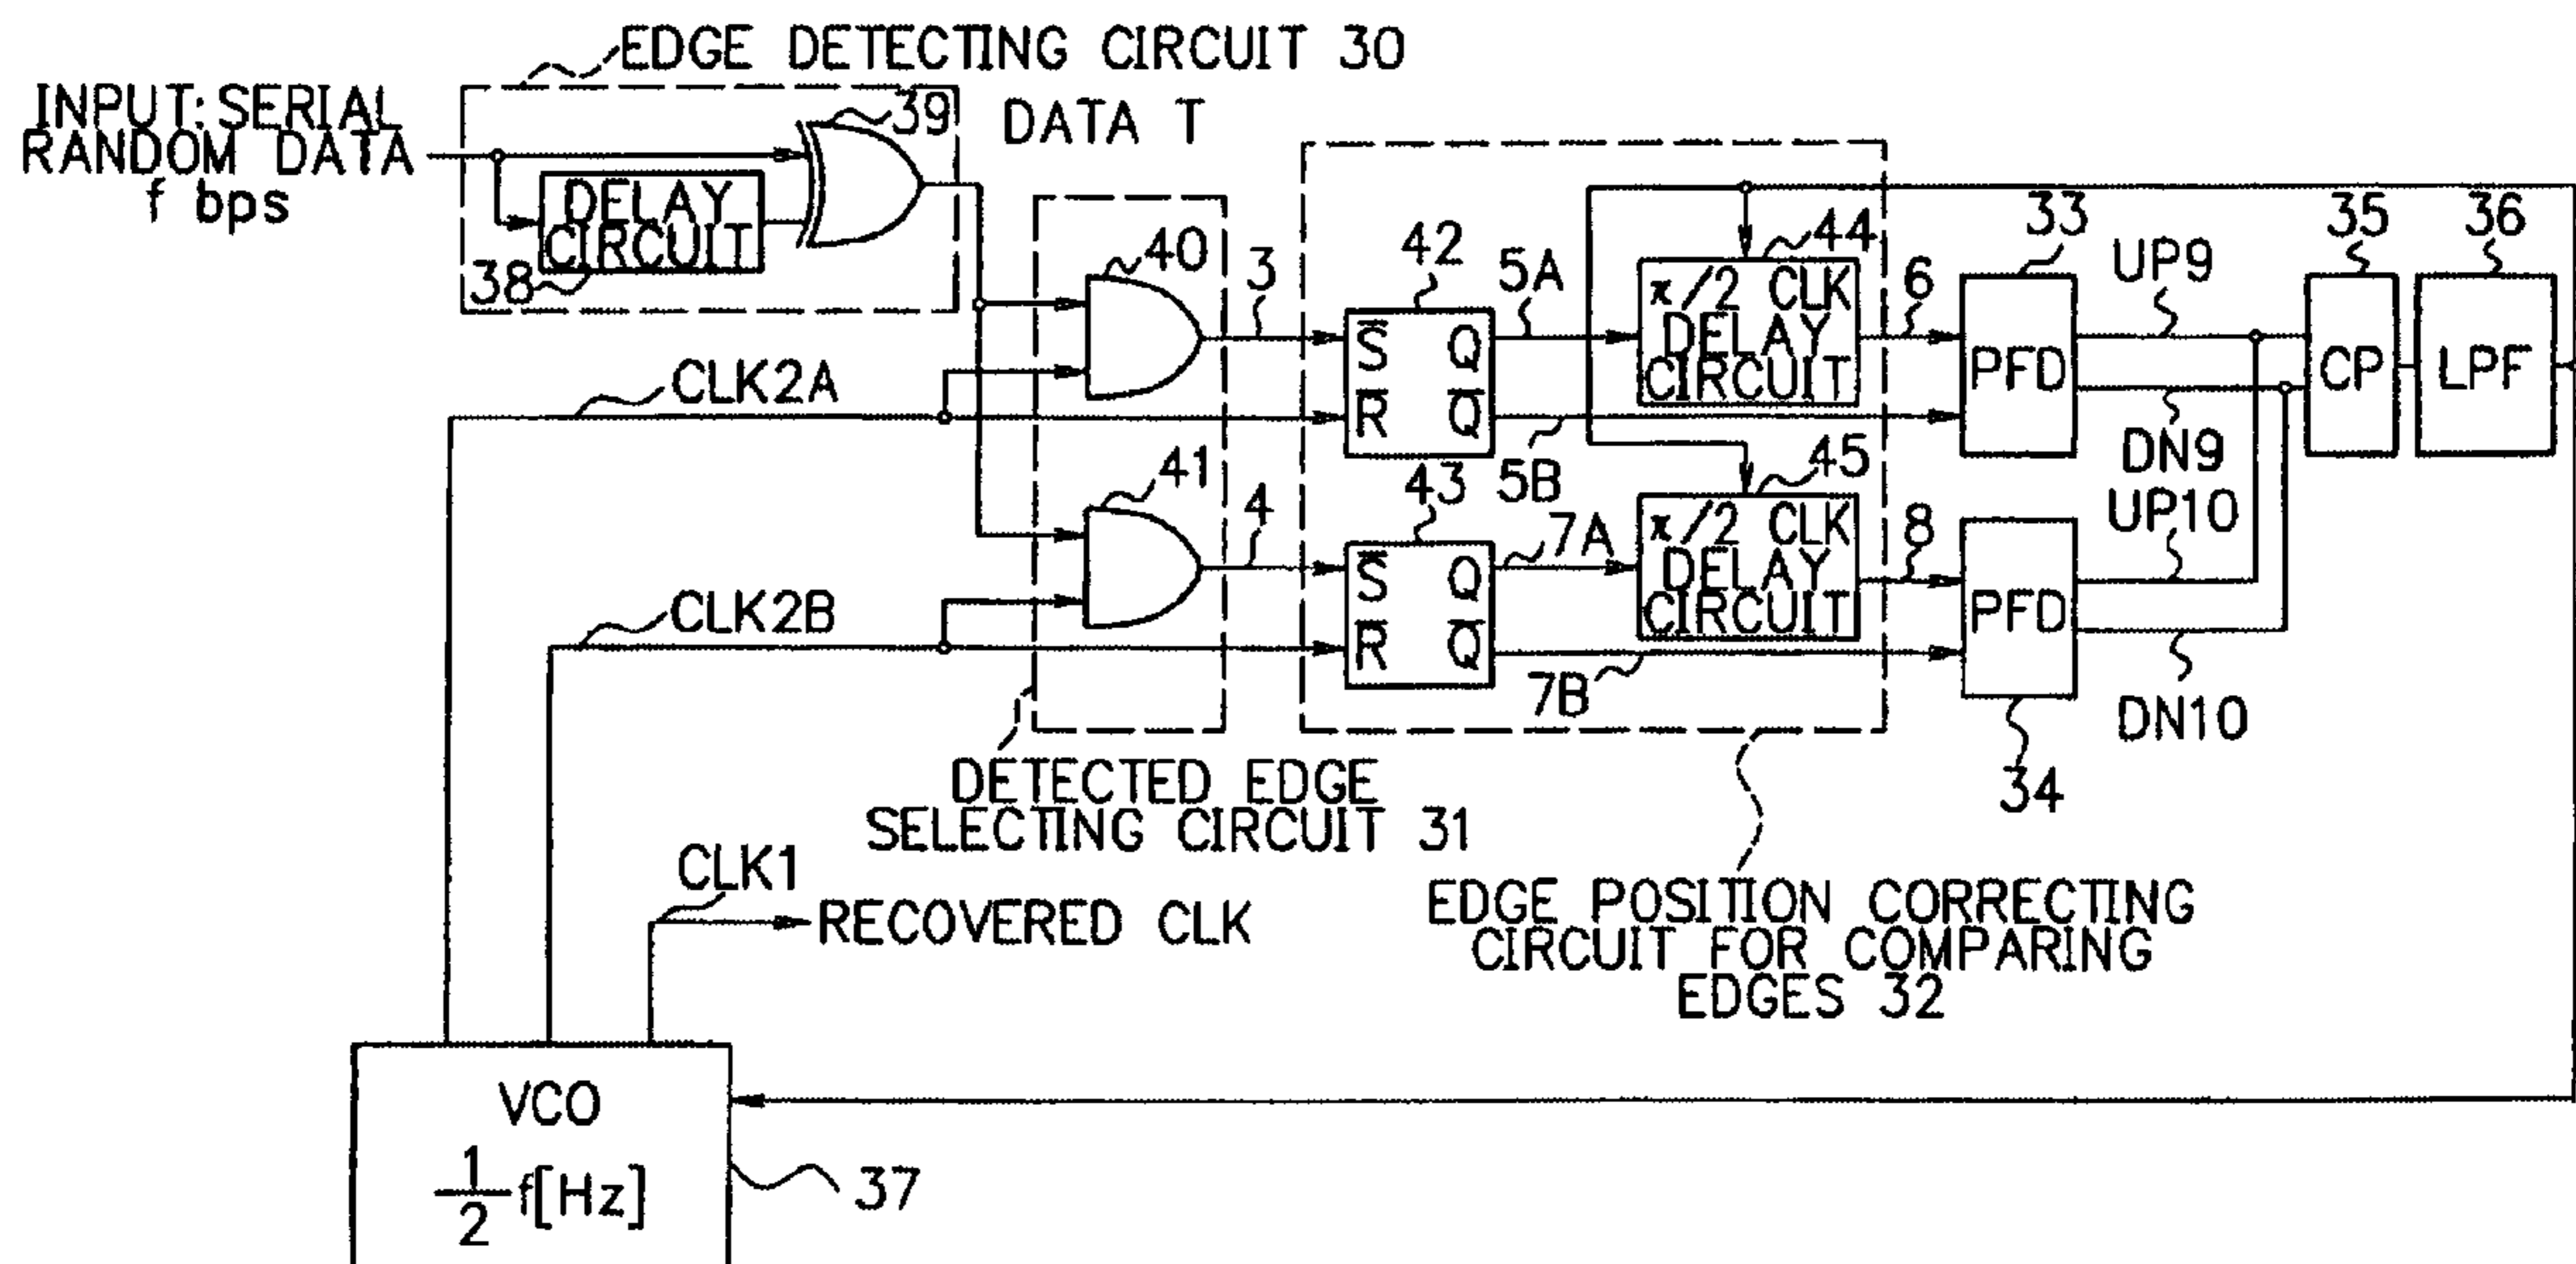 EDGE DETECTING CIRCUIT 30
INPUT: SERIAL
RANDOM DATA
f bps
39
DATA T
DELAY
CIRCUIT
38
40
3
42
5A
44
π/2 CLK
DELAY
CIRCUIT
6
33
UP9
35
36
S̅ Q
R̅ Q̅
PFD
CP
LPF
CLK2A
DN9
5B
41
4
43
7A
45
π/2 CLK
DELAY
CIRCUIT
8
UP10
S̅ Q
R̅ Q̅
PFD
CLK2B
7B
DN10
34
DETECTED EDGE
SELECTING CIRCUIT 31
CLK1
RECOVERED CLK
EDGE POSITION CORRECTING
CIRCUIT FOR COMPARING
EDGES 32
VCO
1/2 f[Hz]
37